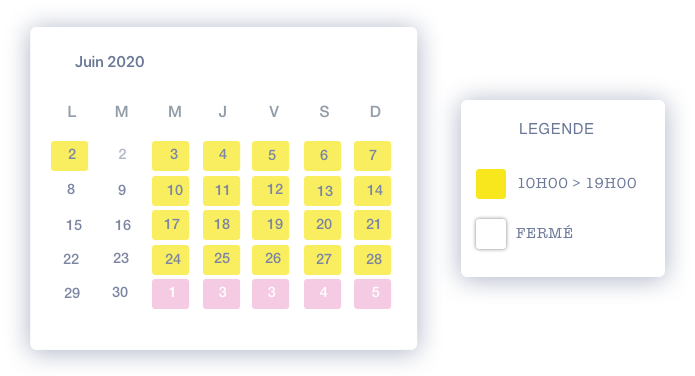 Juin 2020
L M M J V S D
2 2 3 4 5 6 7
8 9 10 11 12 13 14
15 16 17 18 19 20 21
22 23 24 25 26 27 28
29 30 1 3 3 4 5
LEGENDE
10H00 > 19H00
FERMÉ